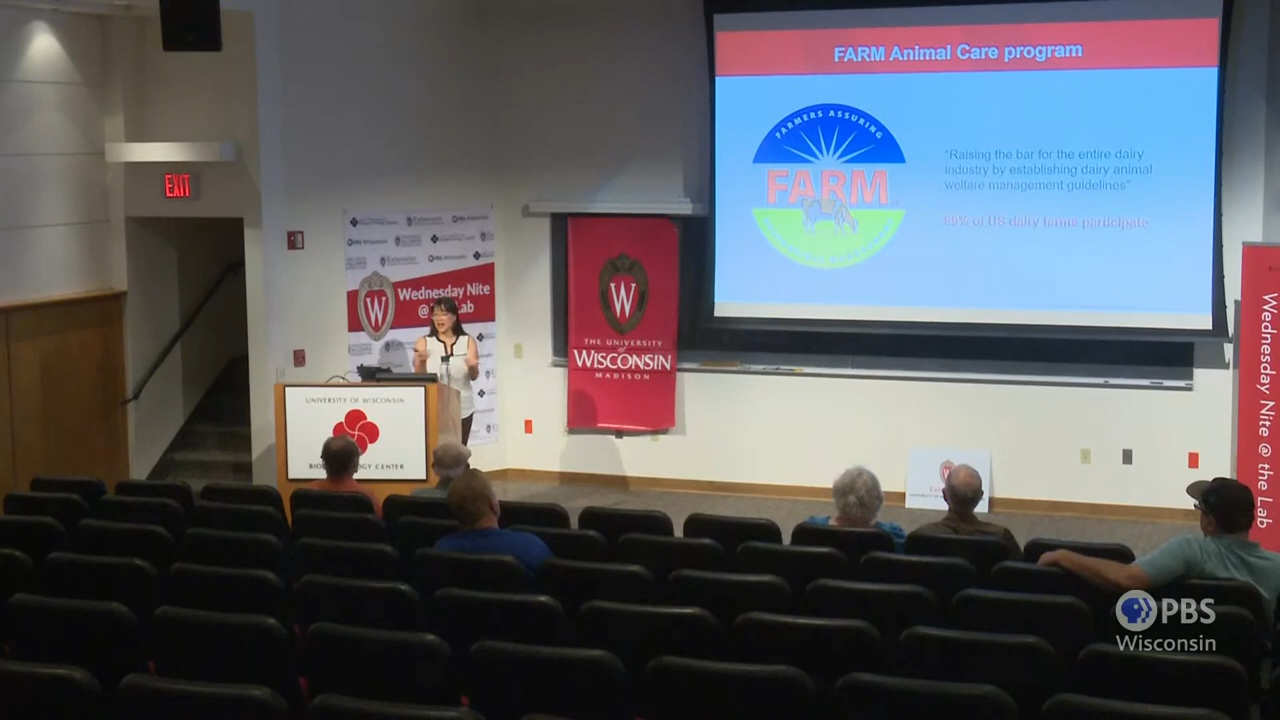 FARM Animal Care program
FARMERS ASSURING
FARM
"Raising the bar for the entire dairy
industry by establishing dairy animal
welfare management guidelines"
99% of US dairy farms participate
EXIT
Wednesday Nite
@ Lab
W
W
THE UNIVERSITY
of
WISCONSIN
MADISON
UNIVERSITY OF WISCONSIN
CENTER
Wednesday Nite @ the Lab
PBS
Wisconsin